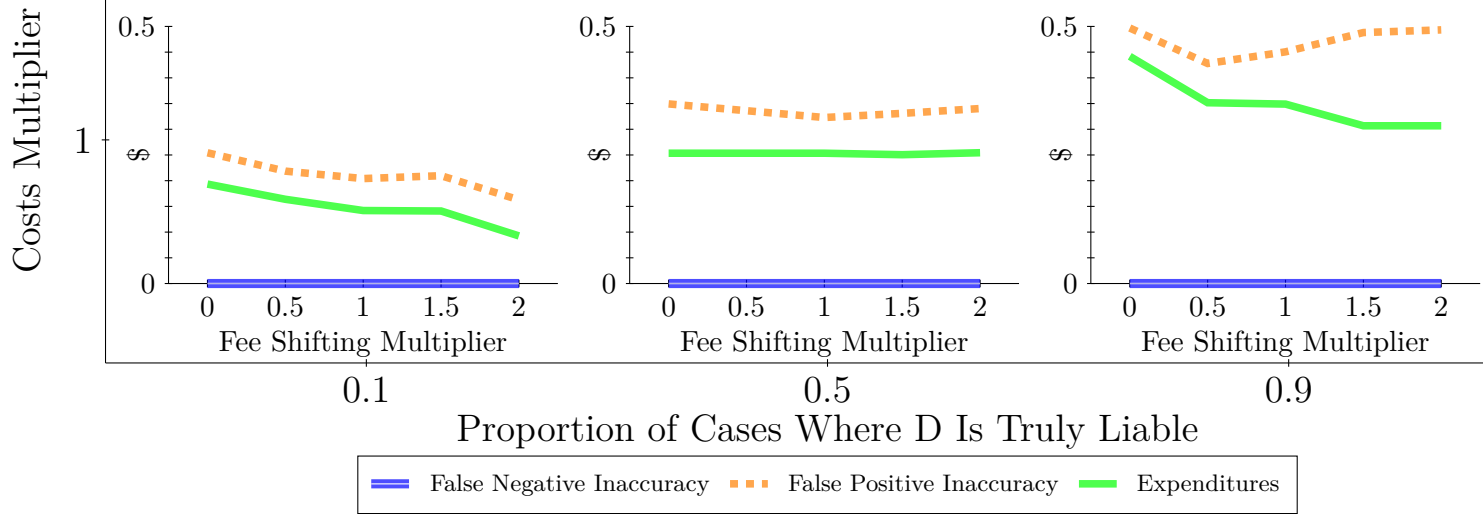 Costs Multiplier
1
0.5
$
0
0 0.5 1 1.5 2
Fee Shifting Multiplier
0.5
$
0
0 0.5 1 1.5 2
Fee Shifting Multiplier
0.5
$
0
0 0.5 1 1.5 2
Fee Shifting Multiplier
0.1 0.5 0.9
Proportion of Cases Where D Is Truly Liable
False Negative Inaccuracy False Positive Inaccuracy Expenditures